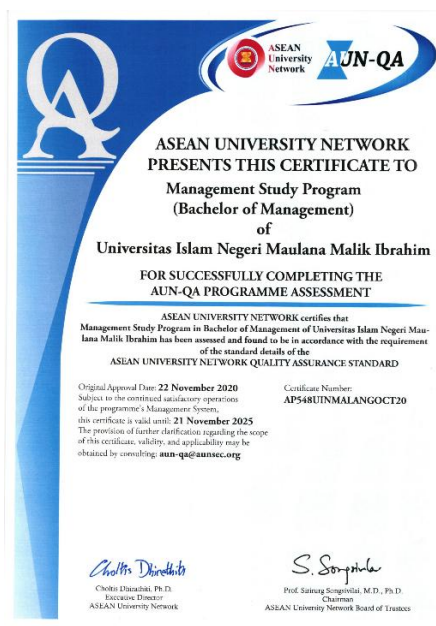 ASEAN
University
Network
AUN-QA
QA
ASEAN UNIVERSITY NETWORK
PRESENTS THIS CERTIFICATE TO
Management Study Program
(Bachelor of Management)
of
Universitas Islam Negeri Maulana Malik Ibrahim
FOR SUCCESSFULLY COMPLETING THE
AUN-QA PROGRAMME ASSESSMENT
ASEAN UNIVERSITY NETWORK certifies that
Management Study Program in Bachelor of Management of Universitas Islam Negeri Mau-
lana Malik Ibrahim has been assessed and found to be in accordance with the requirement
of the standard details of the
ASEAN UNIVERSITY NETWORK QUALITY ASSURANCE STANDARD
Original Approval Date: 22 November 2020
Subject to the continued satisfactory operations
of the programme's Management System,
this certificate is valid until: 21 November 2025
The provision of further clarification regarding the scope
of this certificate, validity, and applicability may be
obtained by consulting: aun-qa@aunsec.org
Certificate Number:
AP548UINMALANGOCT20
Choltis Dhirathiti
Choltis Dhirathiti, Ph.D.
Executive Director
ASEAN University Network
S. Songsivilai
Prof. Sirirurg Songsivilai, M.D., Ph.D.
Chairman
ASEAN University Network Board of Trustees